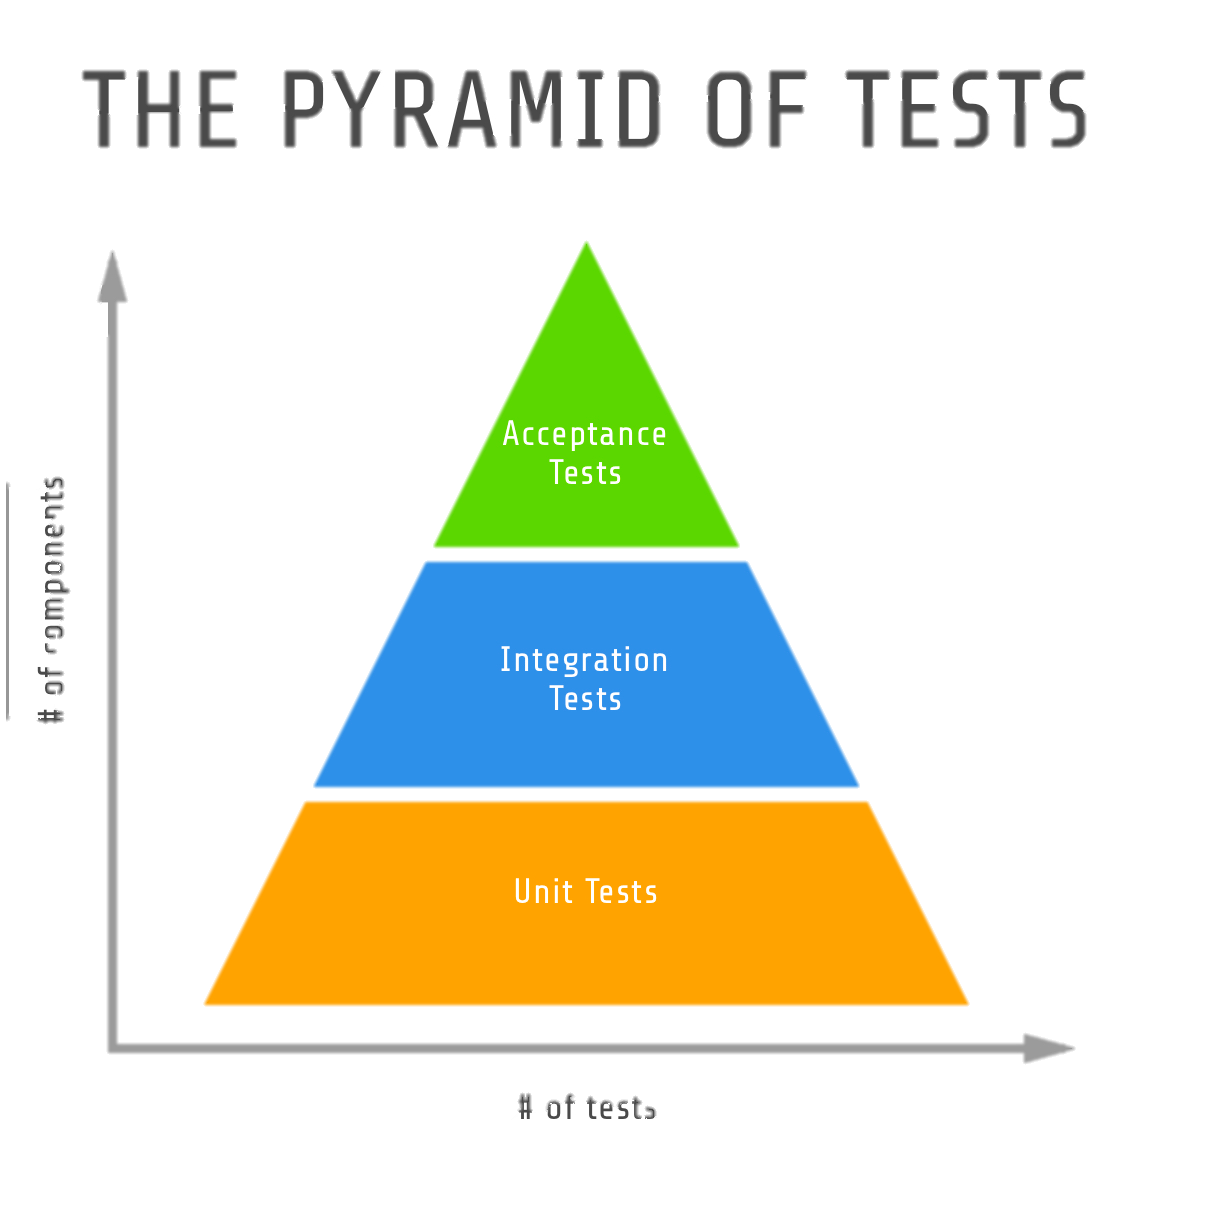 THE PYRAMID OF TESTS
Acceptance
Tests
Integration
Tests
Unit Tests
# of components
# of tests